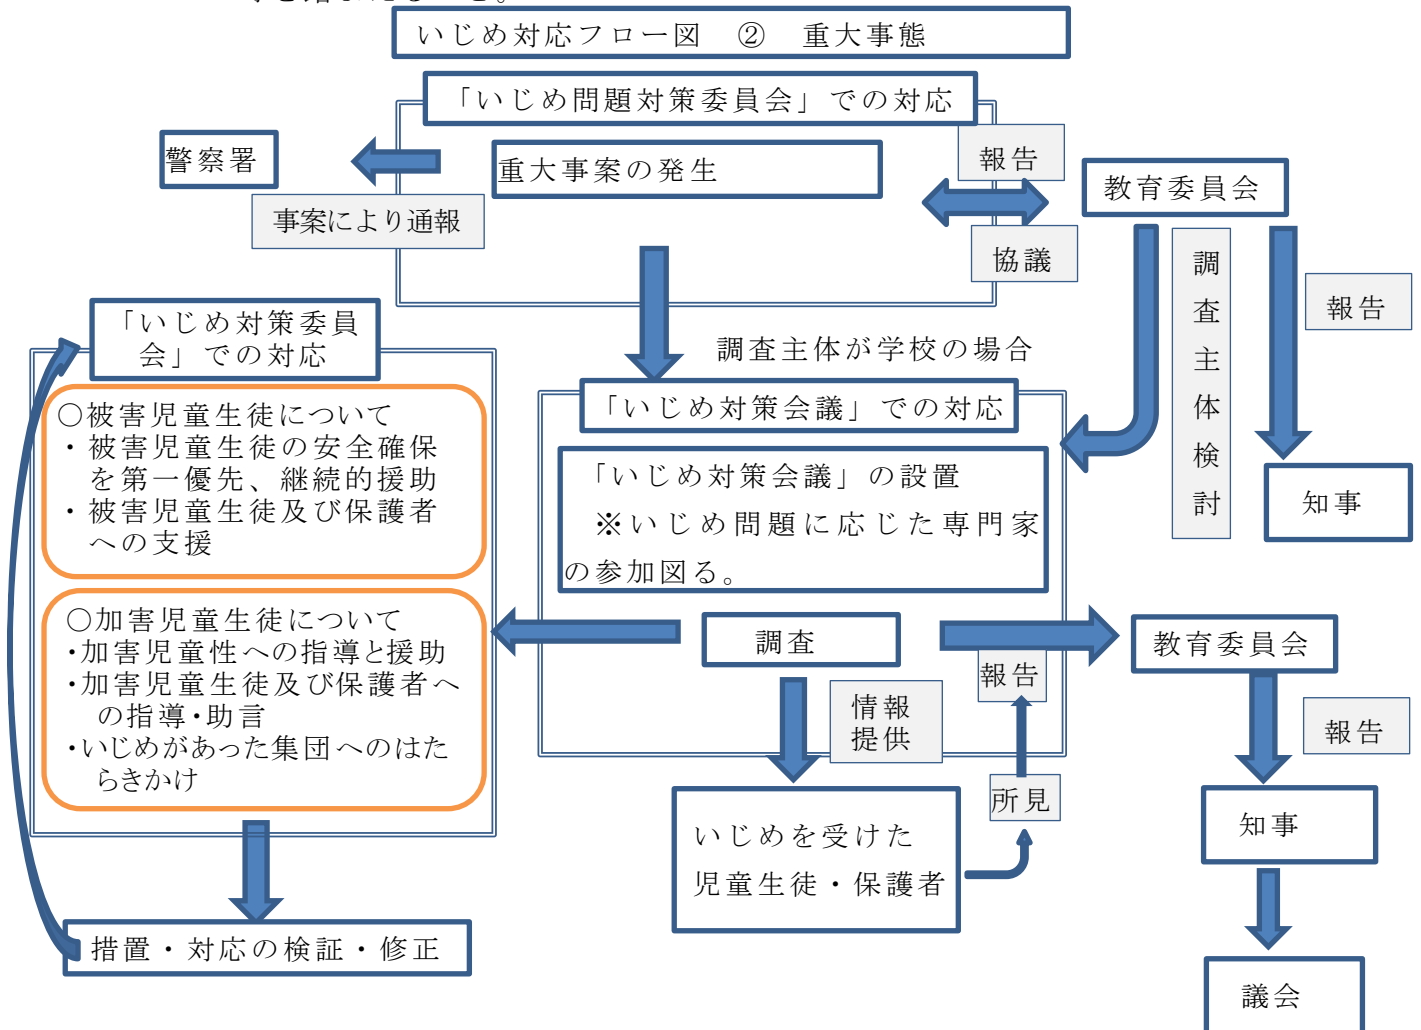 いじめ対応フロー図　②　重大事態
「いじめ問題対策委員会」での対応
警察署
重大事案の発生
報告
教育委員会
事案により通報
協議
調査主体検討
報告
「いじめ対策委員
会」での対応
調査主体が学校の場合
〇被害児童生徒について
・被害児童生徒の安全確保
を第一優先、継続的援助
・被害児童生徒及び保護者
への支援
「いじめ対策会議」での対応
「いじめ対策会議」の設置
※いじめ問題に応じた専門家
の参加図る。
知事
〇加害児童生徒について
・加害児童性への指導と援助
・加害児童生徒及び保護者へ
の指導・助言
・いじめがあった集団へのはた
らきかけ
調査
報告
教育委員会
情報
提供
報告
所見
いじめを受けた
児童生徒・保護者
知事
措置・対応の検証・修正
議会